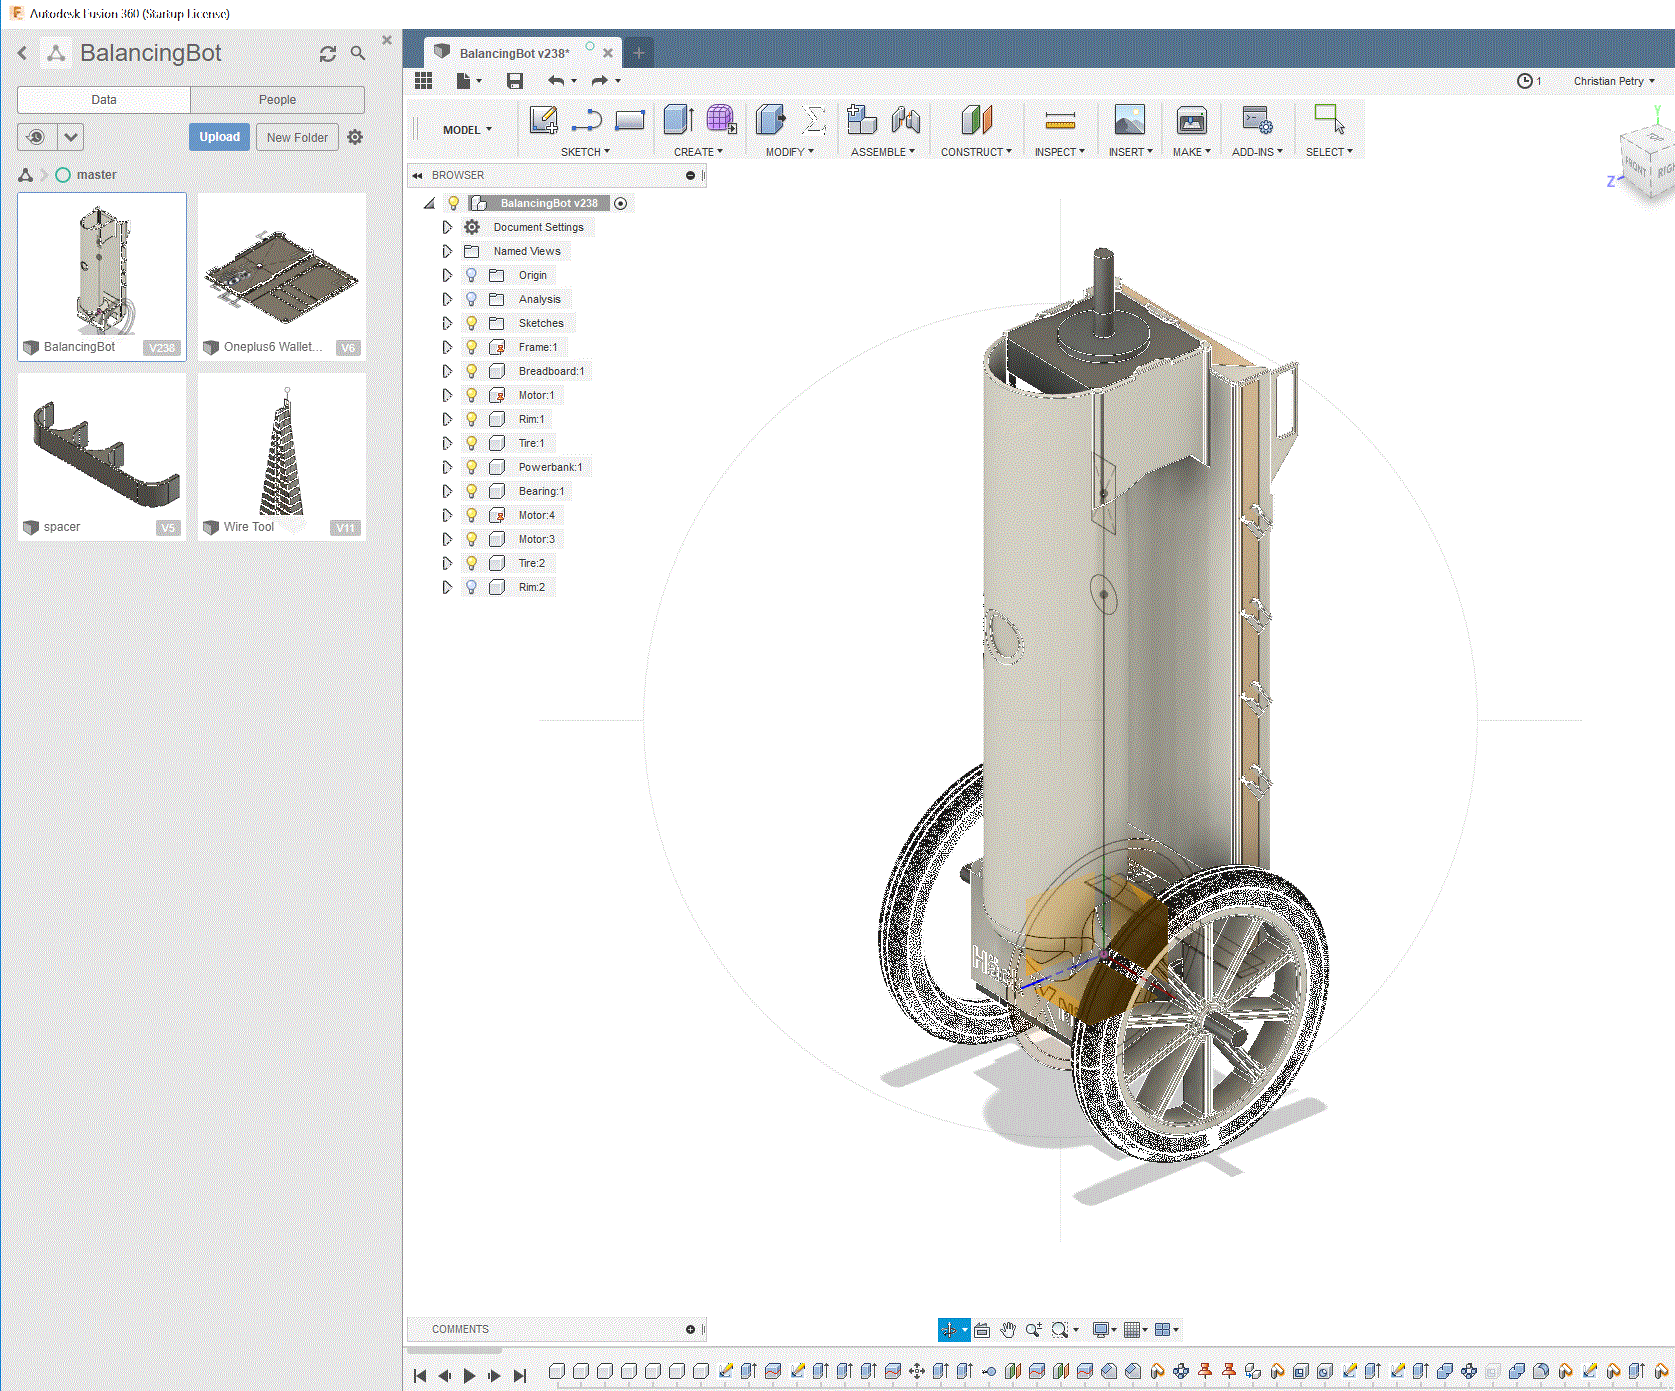 Autodesk Fusion 360 (Startup License)
BalancingBot
Data
People
Upload
New Folder
master
BalancingBot
V238
Oneplus6 Wallet...
V6
spacer
V5
Wire Tool
V11
BalancingBot v238*
1
Christian Petry
MODEL
SKETCH
CREATE
MODIFY
ASSEMBLE
CONSTRUCT
INSPECT
INSERT
MAKE
ADD-INS
SELECT
Y
TOP
FRONT
RIGH
Z
BROWSER
BalancingBot v238
Document Settings
Named Views
Origin
Analysis
Sketches
Frame:1
Breadboard:1
Motor:1
Rim:1
Tire:1
Powerbank:1
Bearing:1
Motor:4
Motor:3
Tire:2
Rim:2
COMMENTS